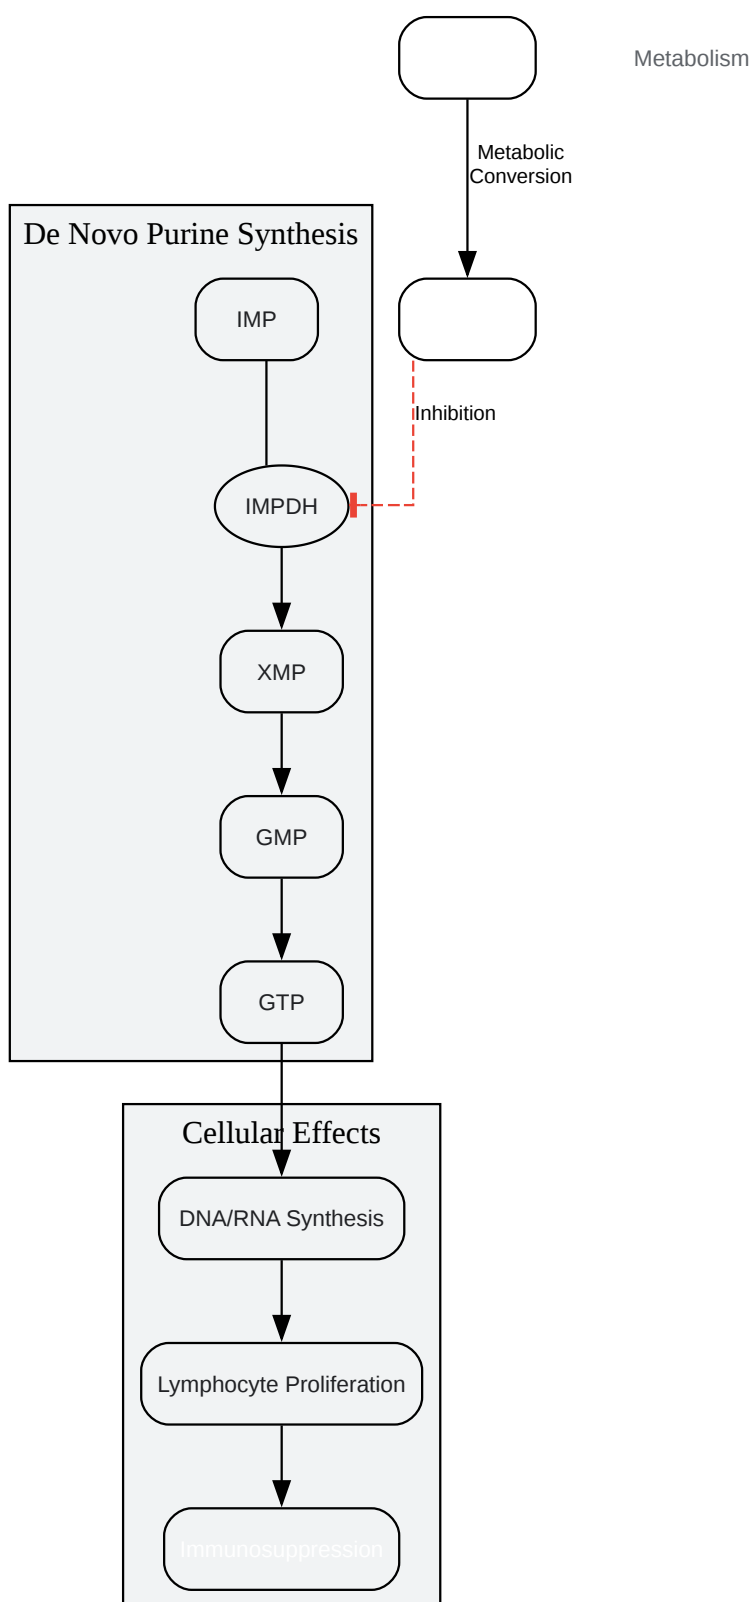 Metabolism
Metabolic
Conversion
De Novo Purine Synthesis
IMP
Inhibition
IMPDH
XMP
GMP
GTP
Cellular Effects
DNA/RNA Synthesis
Lymphocyte Proliferation
Immunosuppression